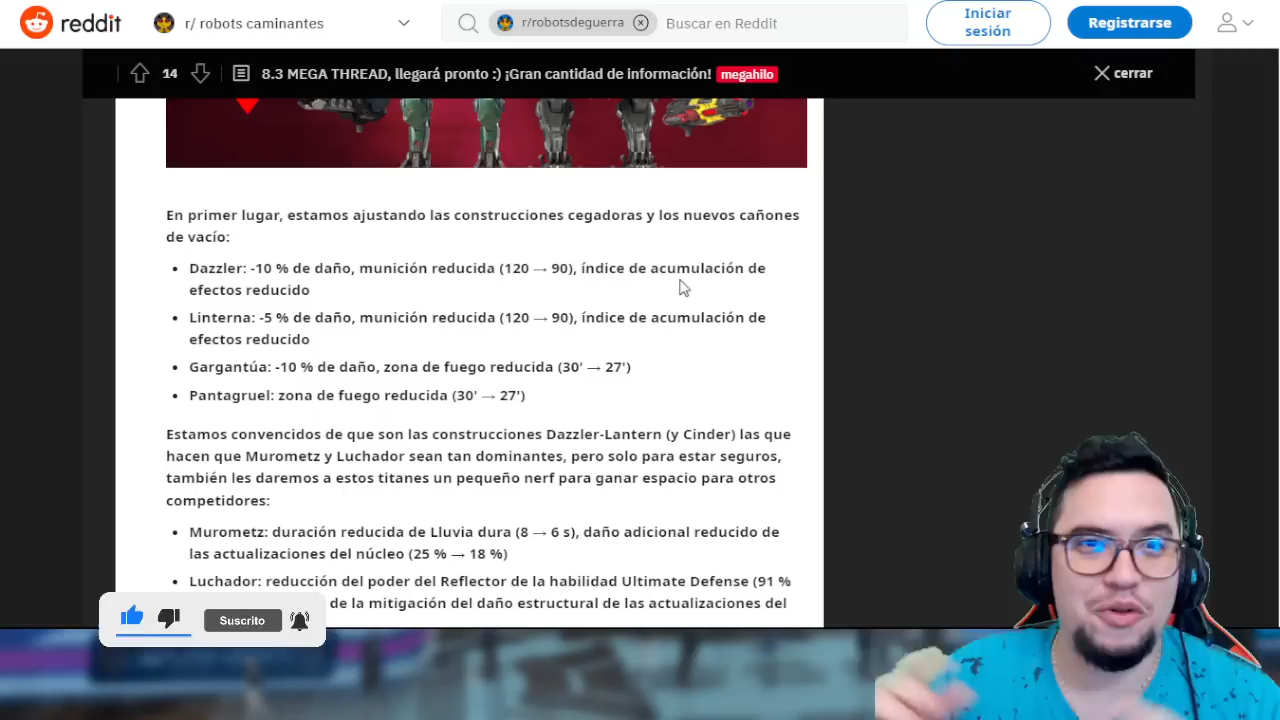 reddit
r/ robots caminantes
r/robotsdeguerra
Buscar en Reddit
Iniciar
sesión
Registrarse
14
8.3 MEGA THREAD, llegará pronto :) ¡Gran cantidad de información!
megahilo
cerrar
En primer lugar, estamos ajustando las construcciones cegadoras y los nuevos cañones
de vacío:
• Dazzler: -10 % de daño, munición reducida (120 → 90), índice de acumulación de
efectos reducido
• Linterna: -5 % de daño, munición reducida (120 → 90), índice de acumulación de
efectos reducido
• Gargantúa: -10 % de daño, zona de fuego reducida (30' → 27')
• Pantagruel: zona de fuego reducida (30' → 27')
Estamos convencidos de que son las construcciones Dazzler-Lantern (y Cinder) las que
hacen que Murometz y Luchador sean tan dominantes, pero solo para estar seguros,
también les daremos a estos titanes un pequeño nerf para ganar espacio para otros
competidores:
• Murometz: duración reducida de Lluvia dura (8 → 6 s), daño adicional reducido de
las actualizaciones del núcleo (25 % → 18 %)
• Luchador: reducción del poder del Reflector de la habilidad Ultimate Defense (91 %
de la mitigación del daño estructural de las actualizaciones del
Suscrito